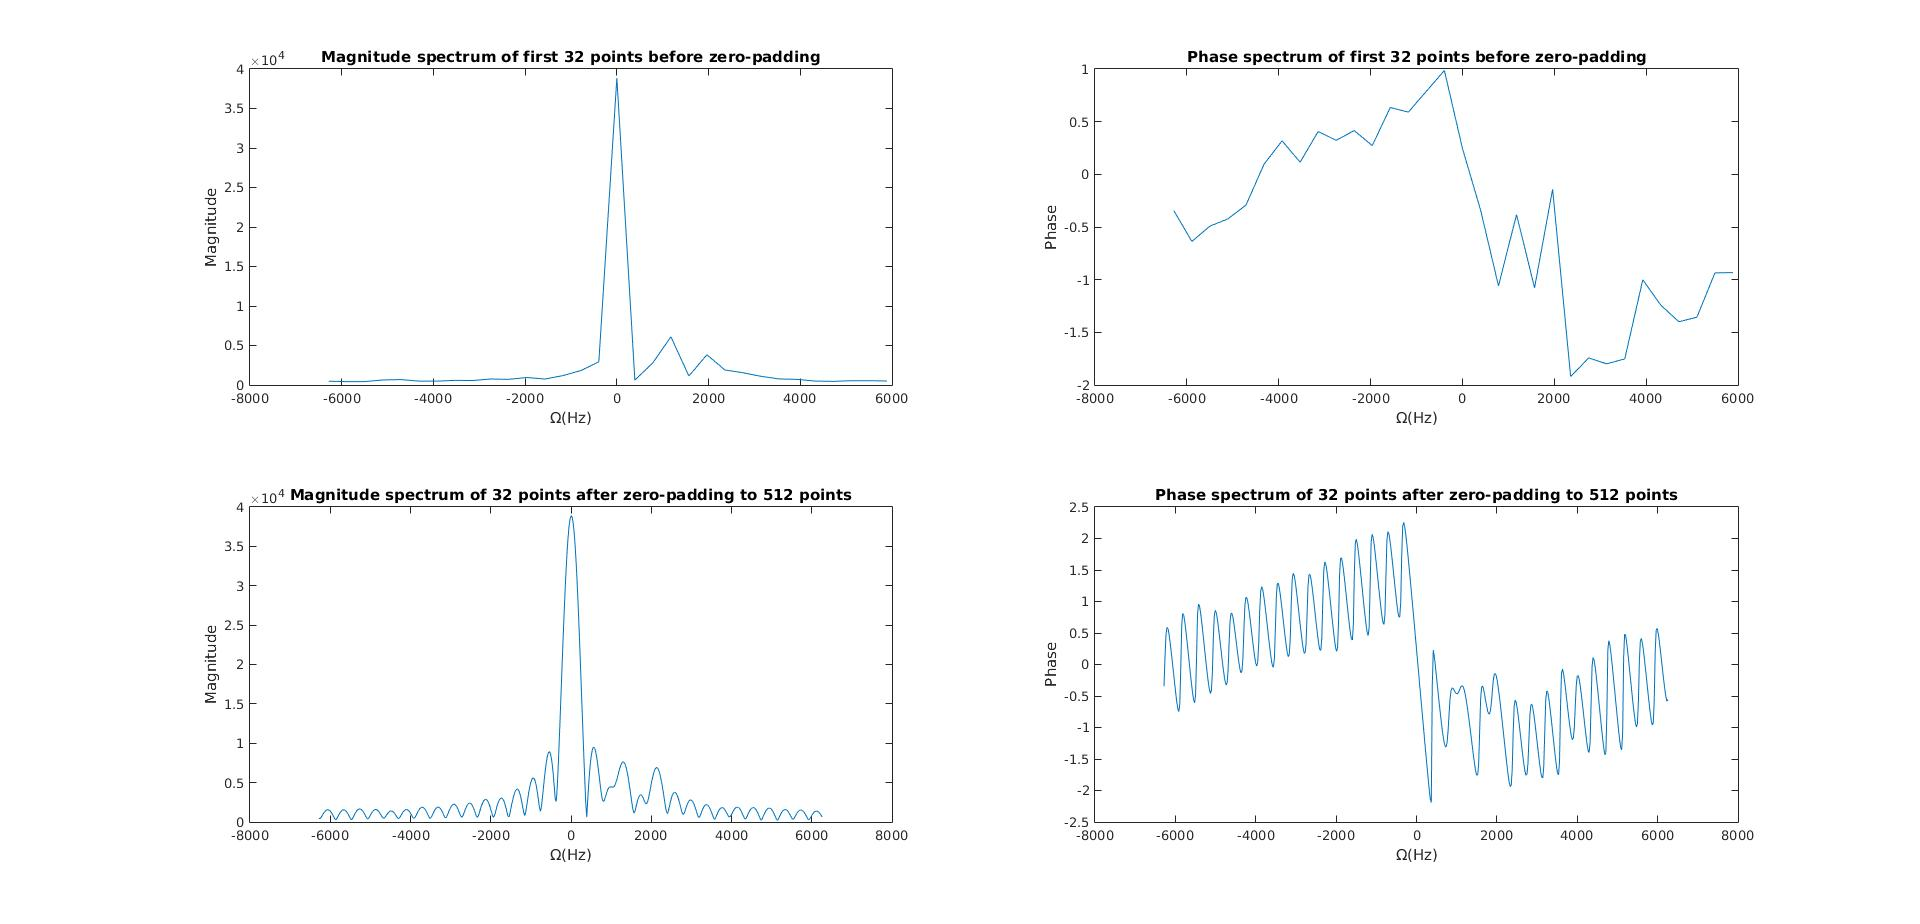 Magnitude spectrum of first 32 points before zero-padding
×10⁴
4
3.5
3
2.5
2
1.5
1
0.5
0
Magnitude
-8000 -6000 -4000 -2000 0 2000 4000 6000
Ω(Hz)
Phase spectrum of first 32 points before zero-padding
1
0.5
0
-0.5
-1
-1.5
-2
Phase
-8000 -6000 -4000 -2000 0 2000 4000 6000
Ω(Hz)
×10⁴ Magnitude spectrum of 32 points after zero-padding to 512 points
4
3.5
3
2.5
2
1.5
1
0.5
0
Magnitude
-8000 -6000 -4000 -2000 0 2000 4000 6000 8000
Ω(Hz)
Phase spectrum of 32 points after zero-padding to 512 points
2.5
2
1.5
1
0.5
0
-0.5
-1
-1.5
-2
-2.5
Phase
-8000 -6000 -4000 -2000 0 2000 4000 6000 8000
Ω(Hz)